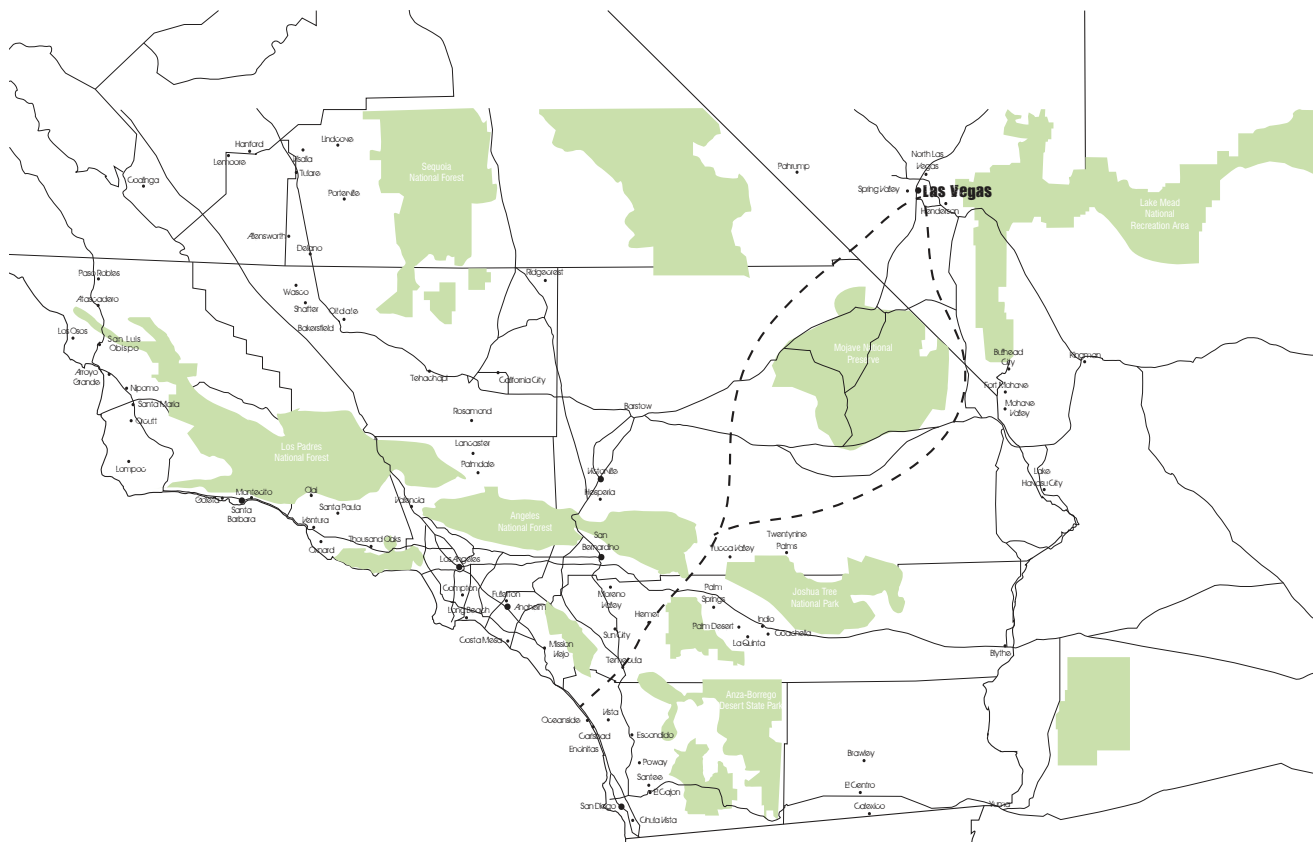 Hanford
Lindcove
Lemoore
Visalia
Tulare
Coalinga
Porterville
Sequoia
National Forest
Allensworth
Delano
Pahrump
North Las
Vegas
Spring Valley
Las Vegas
Henderson
Lake Mead
National
Recreation Area
Paso Robles
Atascadero
Wasco
Shafter
Oildale
Bakersfield
Ridgecrest
Los Osos
San Luis
Obispo
Arroyo
Grande
Nipomo
Santa Maria
Orcutt
Lompoc
Tehachapi
California City
Rosamond
Barstow
Mojave National
Preserve
Bullhead
City
Kingman
Fort Mohave
Mohave
Valley
Lake
Havasu City
Los Padres
National Forest
Lancaster
Palmdale
Victorville
Hesperia
Goleta
Montecito
Santa
Barbara
Ojai
Santa Paula
Ventura
Oxnard
Thousand Oaks
Valencia
Angeles
National Forest
Los Angeles
San
Bernardino
Yucca Valley
Twentynine
Palms
Joshua Tree
National Park
Compton
Fullerton
Anaheim
Long Beach
Costa Mesa
Mission
Viejo
Moreno
Valley
Hemet
Sun City
Temecula
Palm
Springs
Palm Desert
Indio
La Quinta
Coachella
Blythe
Anza-Borrego
Desert State Park
Oceanside
Vista
Carlsbad
Encinitas
Escondido
Poway
Santee
El Cajon
San Diego
Chula Vista
Brawley
El Centro
Calexico
Yuma